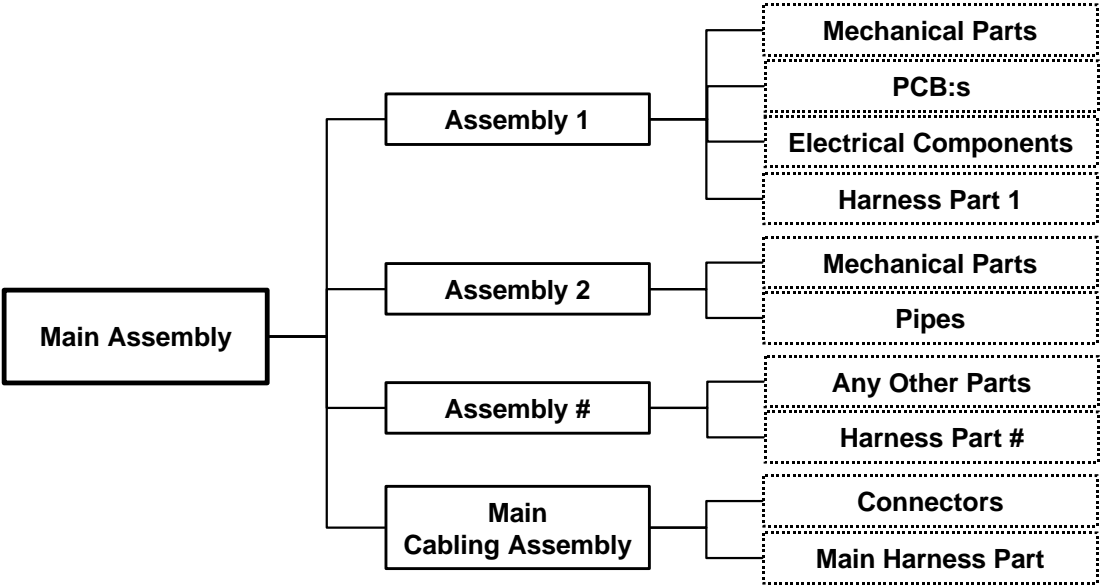 Main Assembly
Assembly 1
Mechanical Parts
PCB:s
Electrical Components
Harness Part 1
Assembly 2
Mechanical Parts
Pipes
Assembly #
Any Other Parts
Harness Part #
Main
Cabling Assembly
Connectors
Main Harness Part